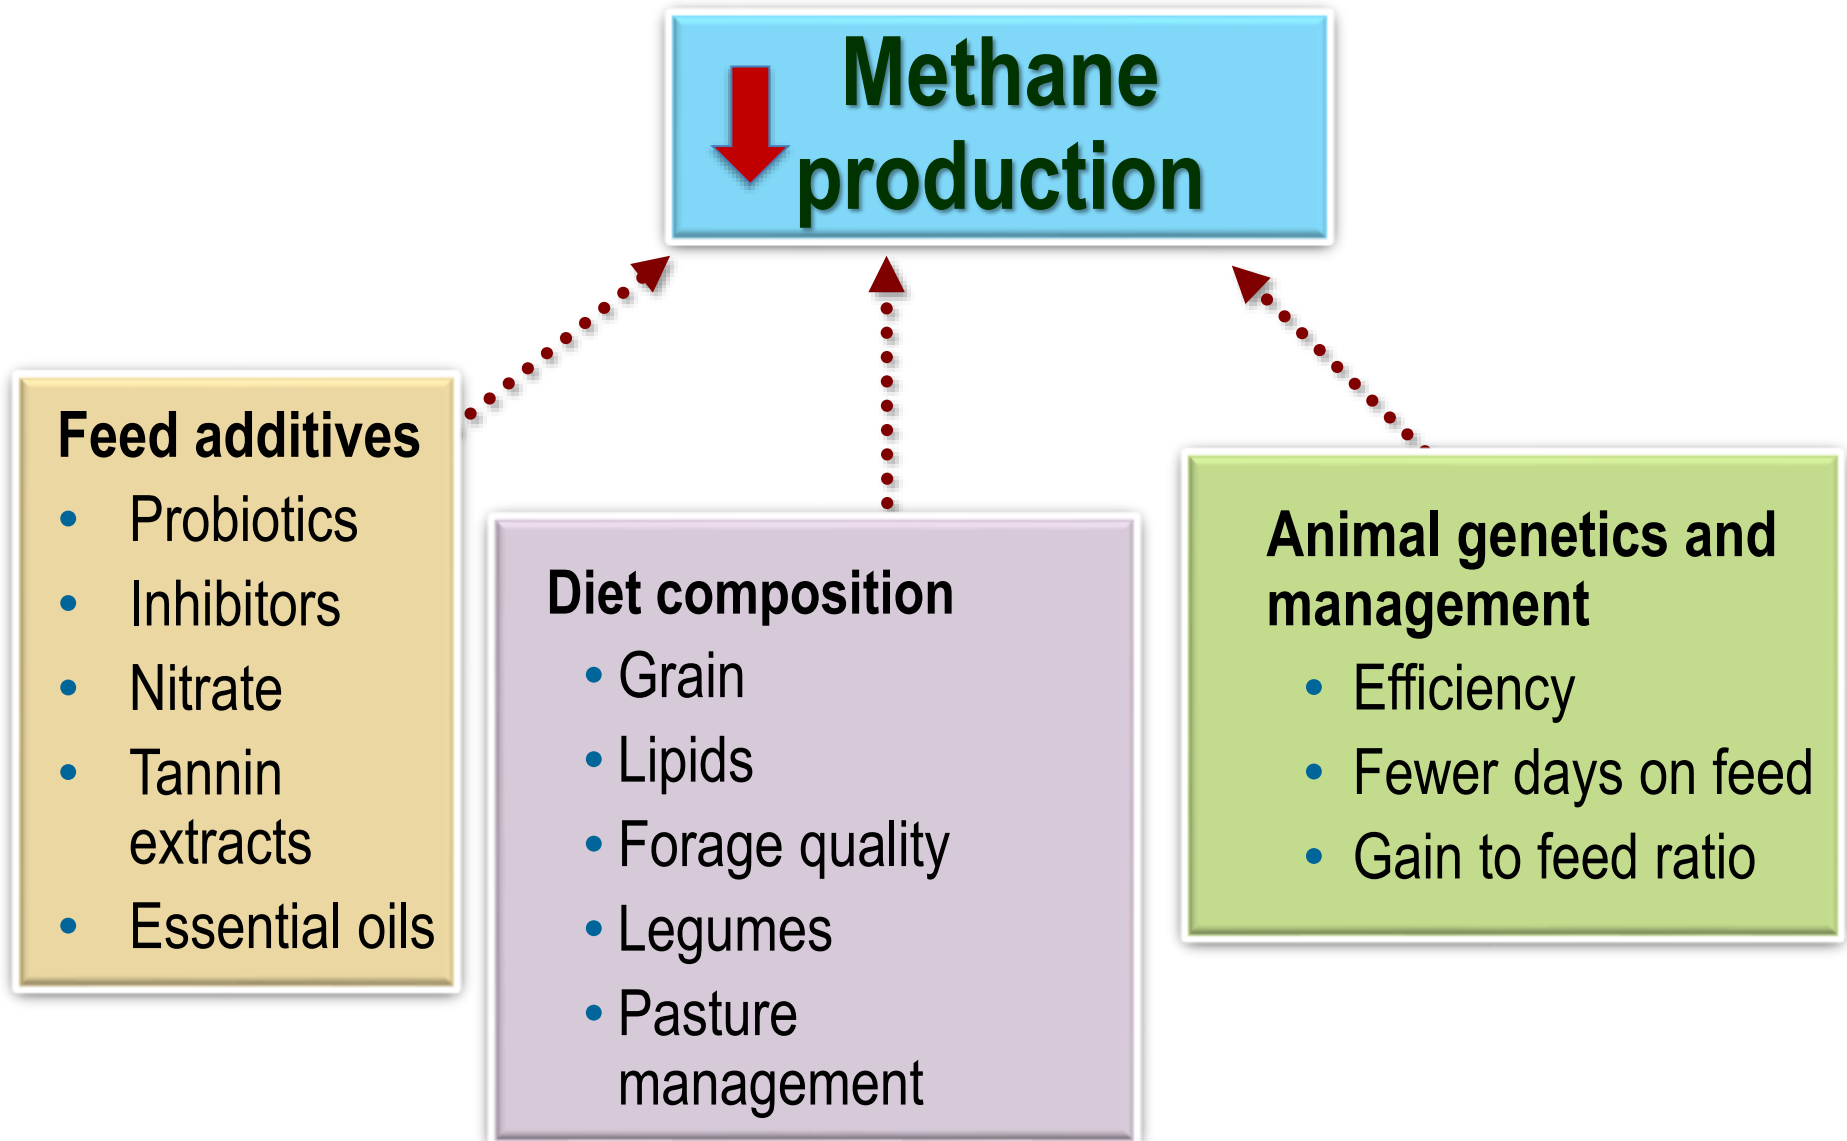 Methane
production
Feed additives
• Probiotics
• Inhibitors
• Nitrate
• Tannin
extracts
• Essential oils
Diet composition
• Grain
• Lipids
• Forage quality
• Legumes
• Pasture
management
Animal genetics and
management
• Efficiency
• Fewer days on feed
• Gain to feed ratio